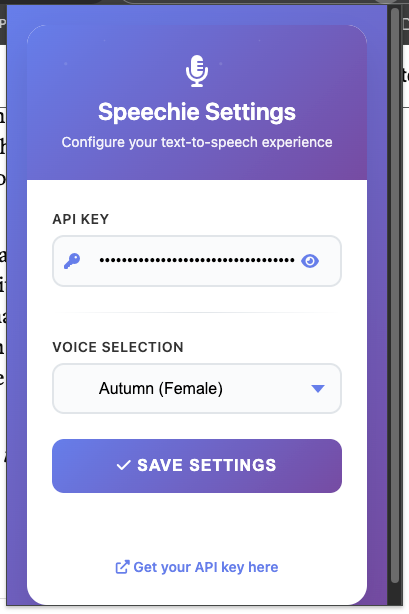 Speechie Settings
Configure your text-to-speech experience
API KEY
••••••••••••••••••••••••••••••••••
VOICE SELECTION
Autumn (Female)
SAVE SETTINGS
Get your API key here